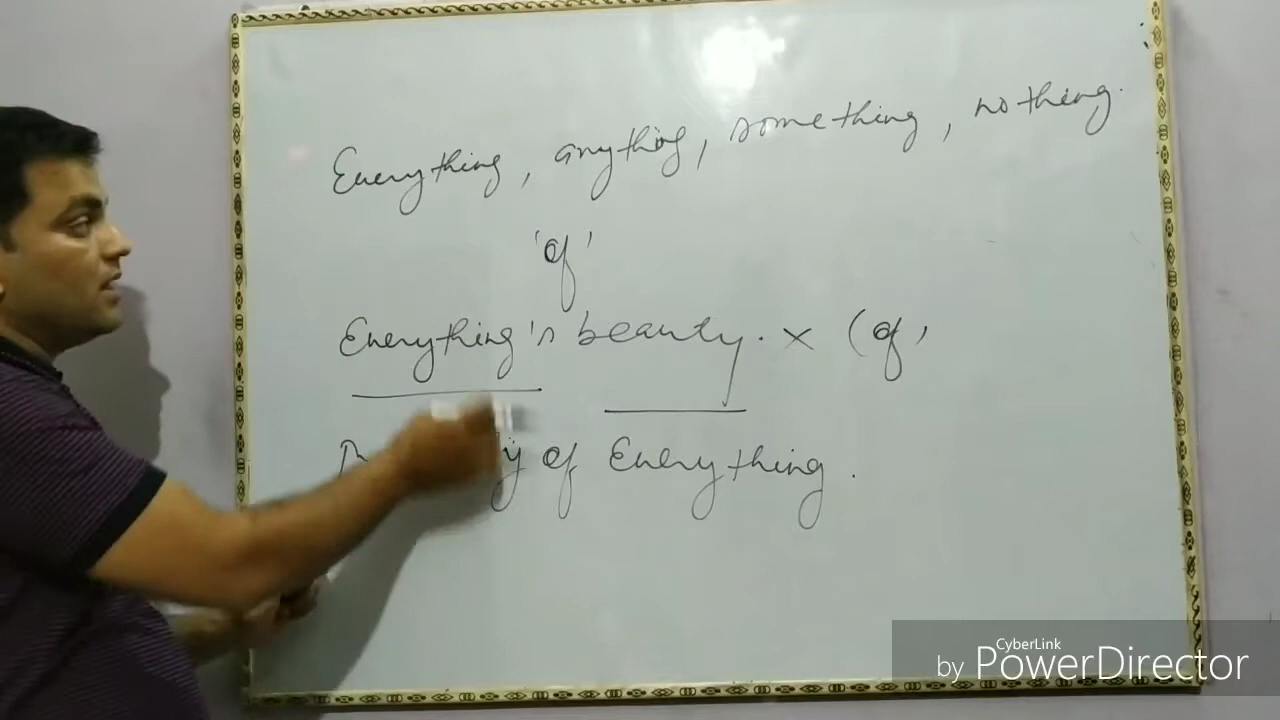 Everything, anything, something, nothing.
'of'
Everything's beauty. × (of,
of Everything.
CyberLink
by PowerDirector